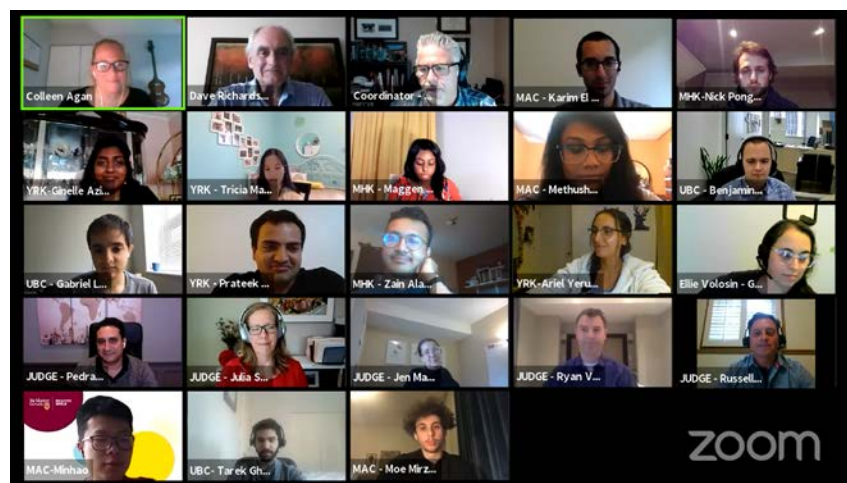 Colleen Agan
Dave Richards...
Coordinator - ...
MAC - Karim El ...
MHK-Nick Pong...
YRK-Ginelle Azi...
YRK - Tricia Ma...
MHK - Maggen ...
MAC - Methush...
UBC - Benjamin...
UBC - Gabriel L...
YRK - Prateek ...
MHK - Zain Ala...
YRK-Ariel Yeru...
Ellie Volosin - G...
JUDGE - Pedra...
JUDGE - Julia S...
JUDGE - Jen Ma...
JUDGE - Ryan V...
JUDGE - Russell...
MAC-Minhao
UBC- Tarek Gh...
MAC - Moe Mirz...
zoom